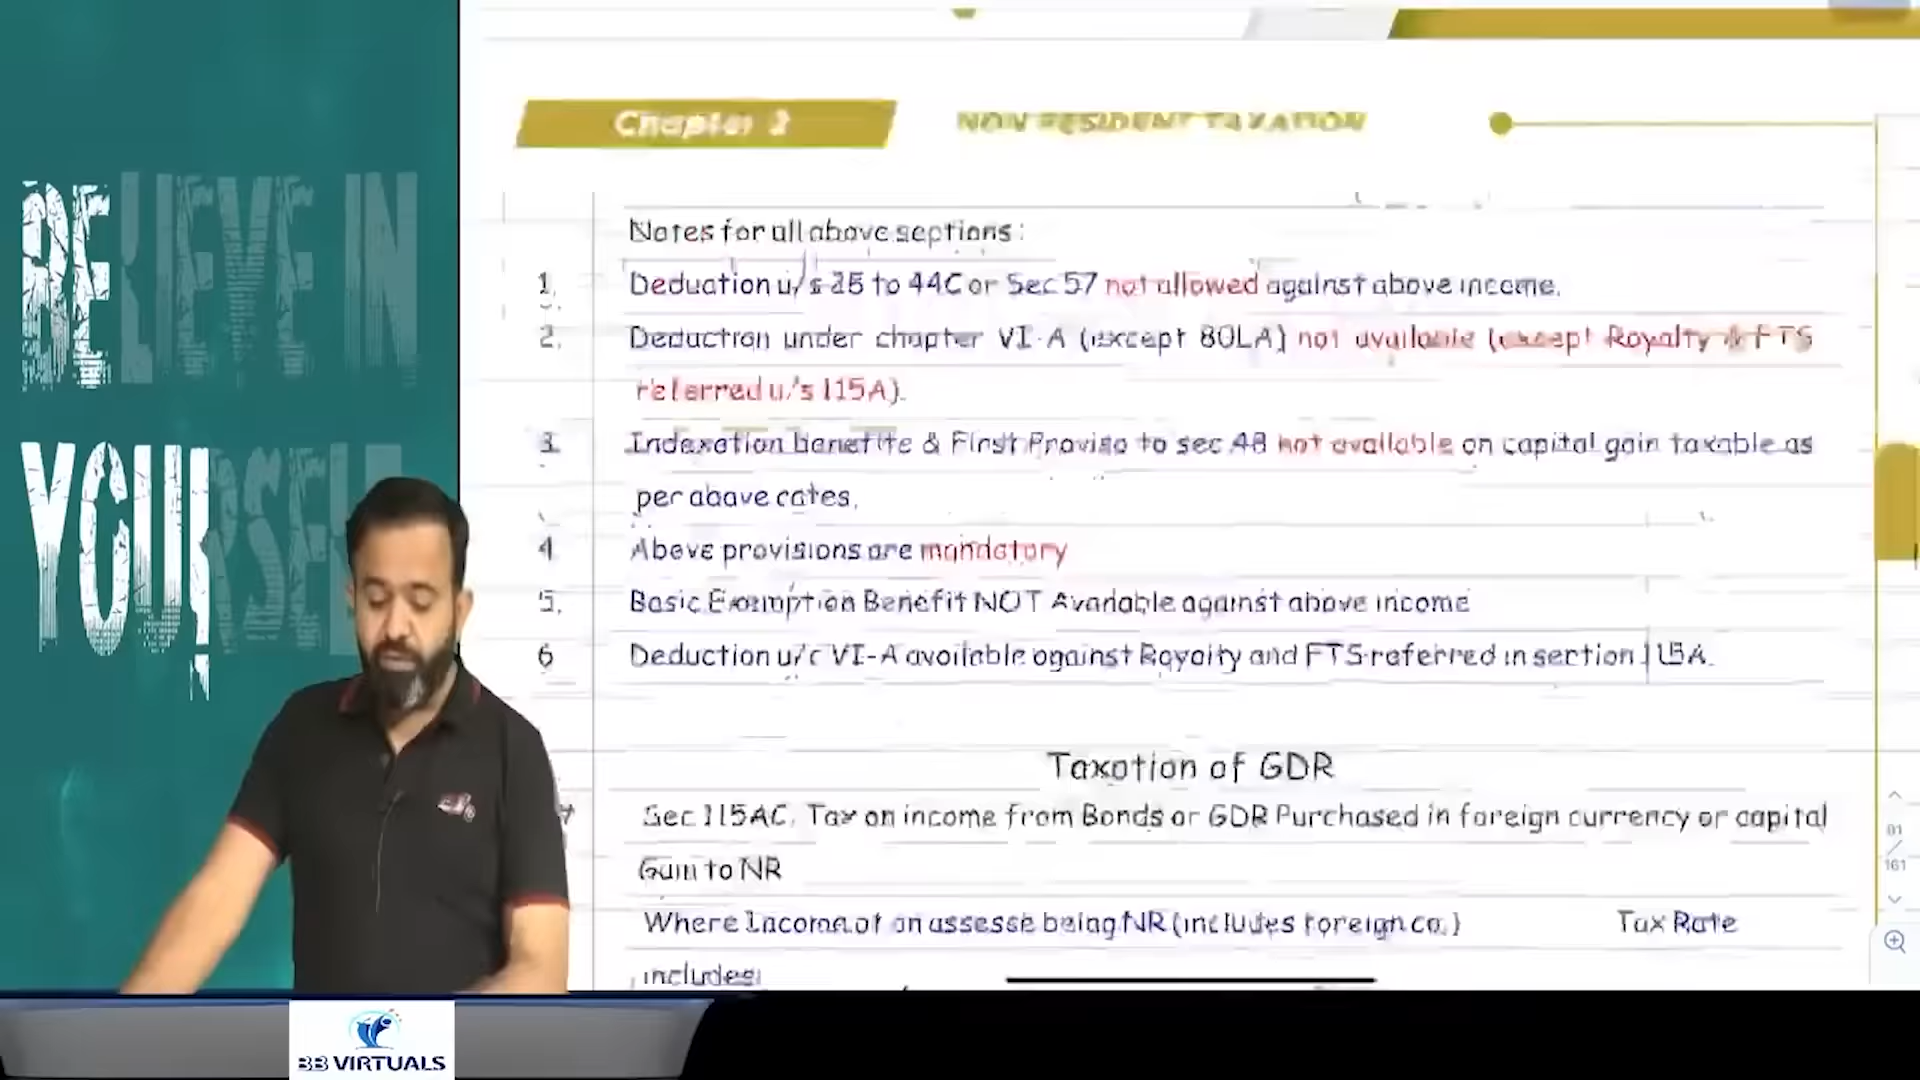 BELIEVE IN
YOURSELF
Chapter 2
NON RESIDENT TAXATION
Notes for all above sections:
1. Deduction u/s 28 to 44C or Sec 57 not allowed against above income.
2. Deduction under chapter VI-A (except 80LA) not available (except Royalty & FTS
referred u/s 115A).
3. Indexation benefits & First Proviso to sec 48 not available on capital gain taxable as
per above rates.
4 Above provisions are mandatory
5. Basic Exemption Benefit NOT Available against above income
6 Deduction u/c VI-A available against Royalty and FTS referred in section 115A.
Taxation of GDR
Sec 115AC. Tax on income from Bonds or GDR Purchased in foreign currency or capital
Gain to NR
Where Income of an assesse being NR (includes foreign co.) Tax Rate
includes
81
161
BB VIRTUALS